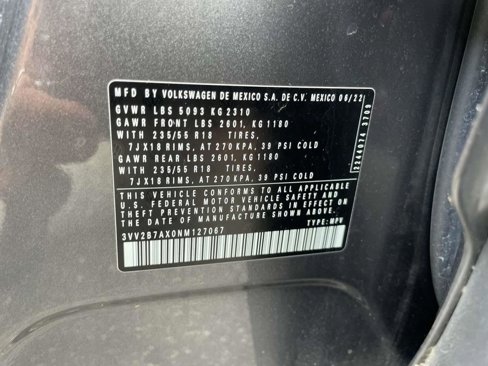 MFD BY VOLKSWAGEN DE MEXICO S.A. DE C.V. MEXICO 06/22
GVWR LBS 5093 KG 2310
GAWR FRONT LBS 2601, KG 1180
WITH 235/55 R18 TIRES,
7JX18 RIMS, AT 270 KPA, 39 PSI COLD
GAWR REAR LBS 2601, KG 1180
WITH 235/55 R18 TIRES,
7JX18 RIMS, AT 270 KPA, 39 PSI COLD
THIS VEHICLE CONFORMS TO ALL APPLICABLE
U.S. FEDERAL MOTOR VEHICLE SAFETY AND
THEFT PREVENTION STANDARDS IN EFFECT ON
THE DATE OF MANUFACTURE SHOWN ABOVE.
3VV2B7AX0NM127067 TYPE: MPV
2244074 3709